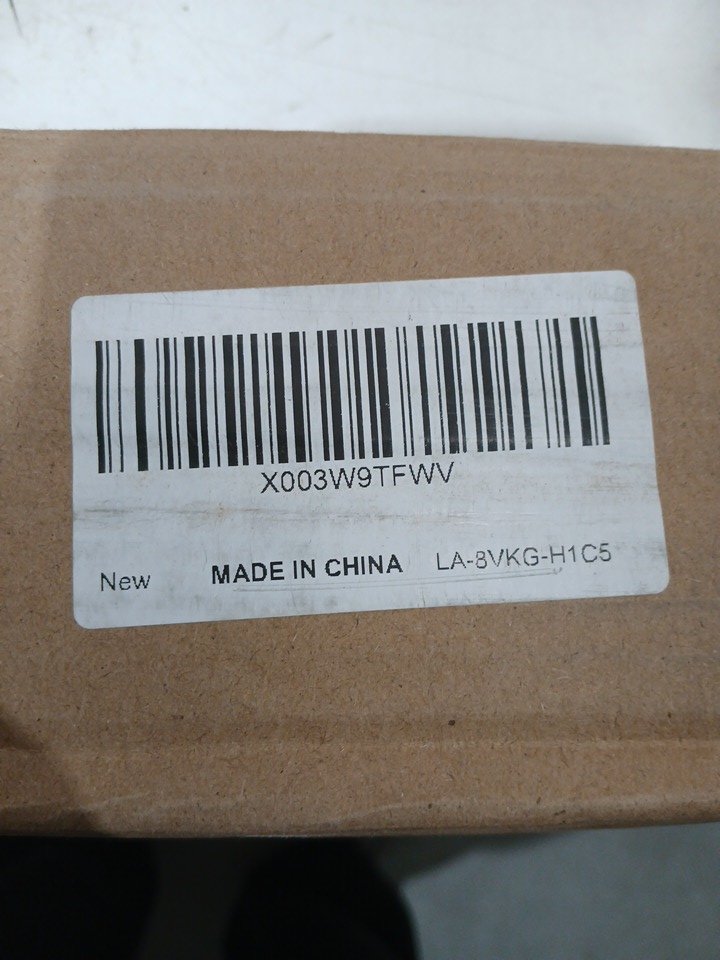 X003W9TFWV
New MADE IN CHINA LA-8VKG-H1C5